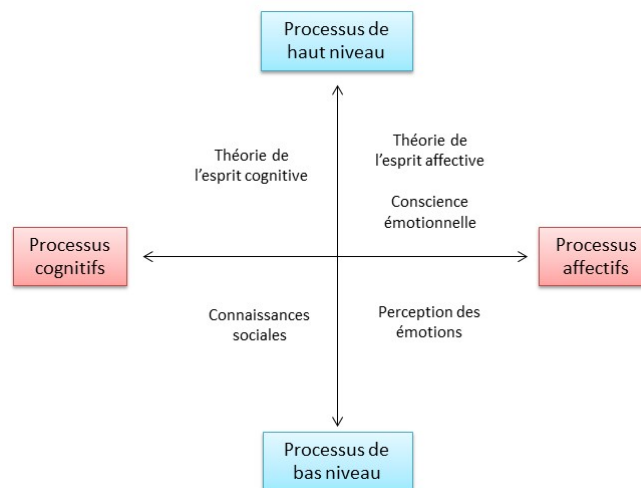 Processus de
haut niveau
Théorie de
l'esprit cognitive
Théorie de
l'esprit affective
Conscience
émotionnelle
Processus
cognitifs
Processus
affectifs
Connaissances
sociales
Perception des
émotions
Processus de
bas niveau